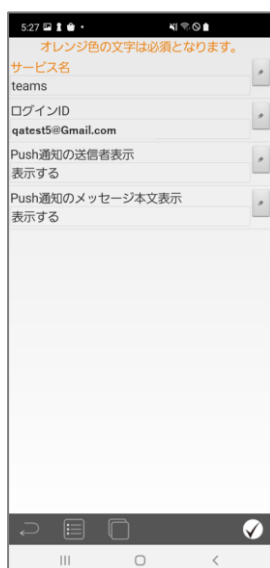 5:27
オレンジ色の文字は必須となります。
サービス名
teams
ログインID
qatest5@Gmail.com
Push通知の送信者表示
表示する
Push通知のメッセージ本文表示
表示する